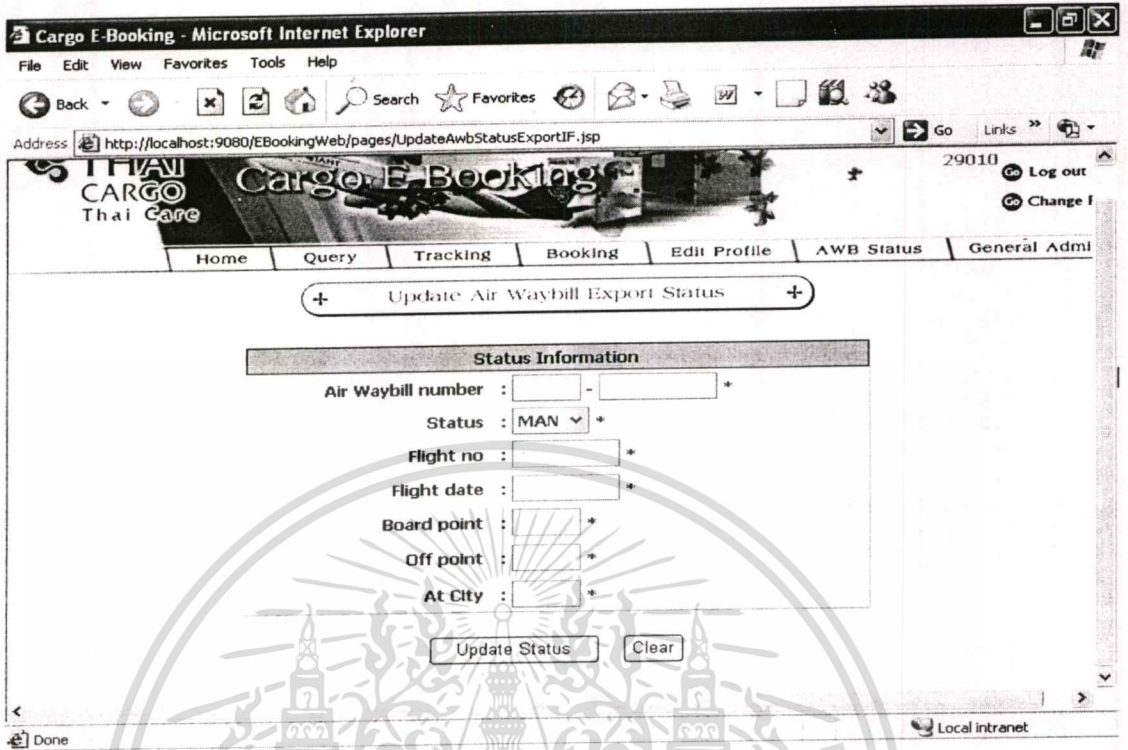 Cargo E-Booking - Microsoft Internet Explorer
File Edit View Favorites Tools Help
Back Search Favorites
Address http://localhost:9080/EBookingWeb/pages/UpdateAwbStatusExportIF.jsp Go Links »
THAI
CARGO
Thai Care
Cargo E-Booking
29010
Go Log out
Go Change
Home Query Tracking Booking Edit Profile AWB Status General Admi
Update Air Waybill Export Status
Status Information
Air Waybill number : - *
Status : MAN *
Flight no : *
Flight date : *
Board point : *
Off point : *
At City : *
Update Status Clear
Done Local intranet